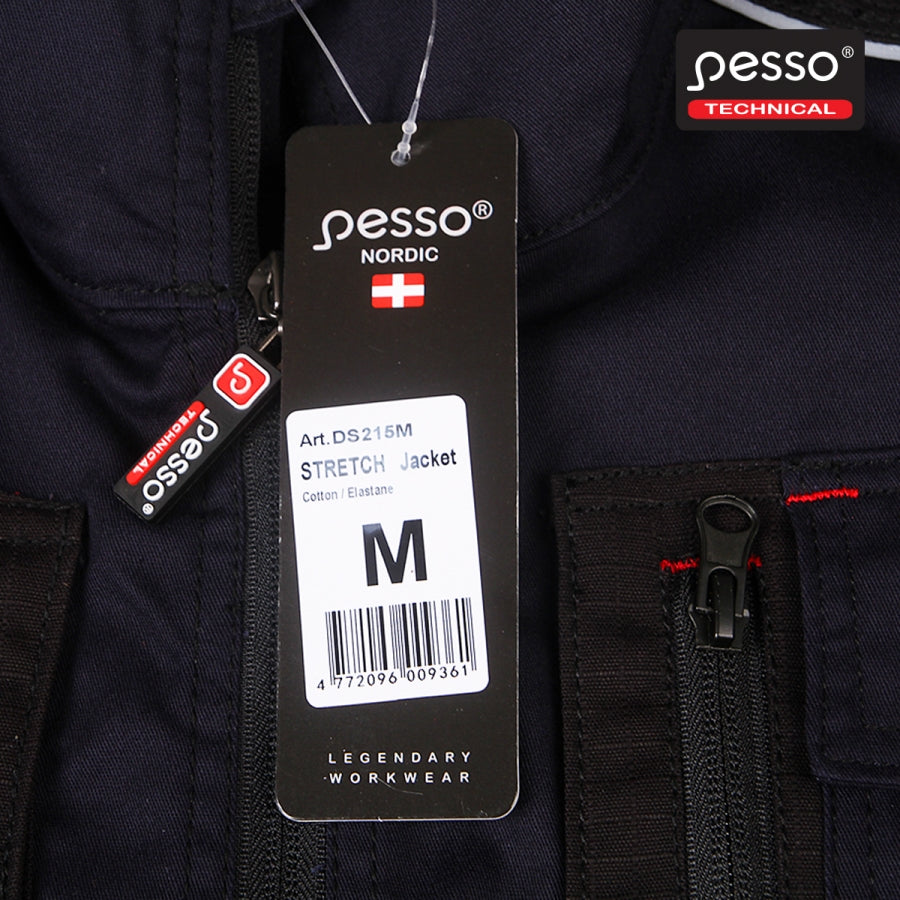 pesso®
TECHNICAL
pesso®
NORDIC
pesso®
TECHNICAL
Art.DS215M
STRETCH Jacket
Cotton / Elastane
M
4 772096 009361
LEGENDARY
WORKWEAR